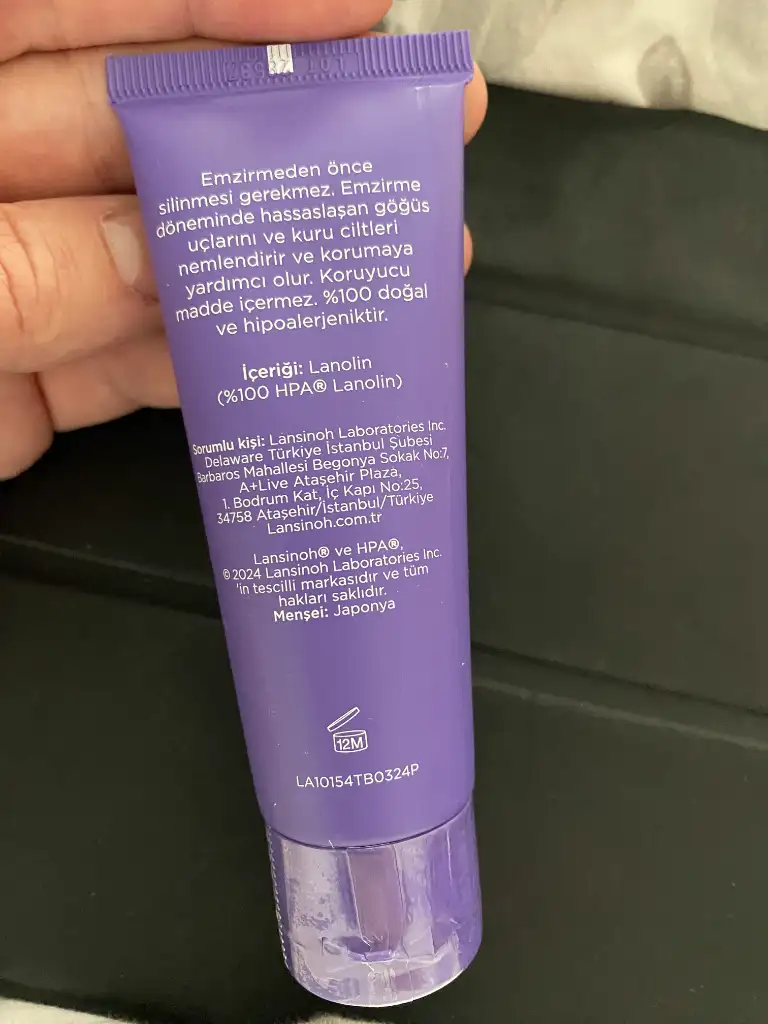 Emzirmeden önce
silinmesi gerekmez. Emzirme
döneminde hassaslaşan göğüs
uçlarını ve kuru ciltleri
nemlendirir ve korumaya
yardımcı olur. Koruyucu
madde içermez. %100 doğal
ve hipoalerjeniktir.
İçeriği: Lanolin
(%100 HPA® Lanolin)
Sorumlu kişi: Lansinoh Laboratories Inc.
Delaware Türkiye İstanbul Şubesi
Barbaros Mahallesi Begonya Sokak No:7,
A+Live Ataşehir Plaza,
1. Bodrum Kat, İç Kapı No:25,
34758 Ataşehir/İstanbul/Türkiye
Lansinoh.com.tr
Lansinoh® ve HPA®,
©2024 Lansinoh Laboratories Inc.
'in tescilli markasıdır ve tüm
hakları saklıdır.
Menşei: Japonya
12M
LA10154TB0324P